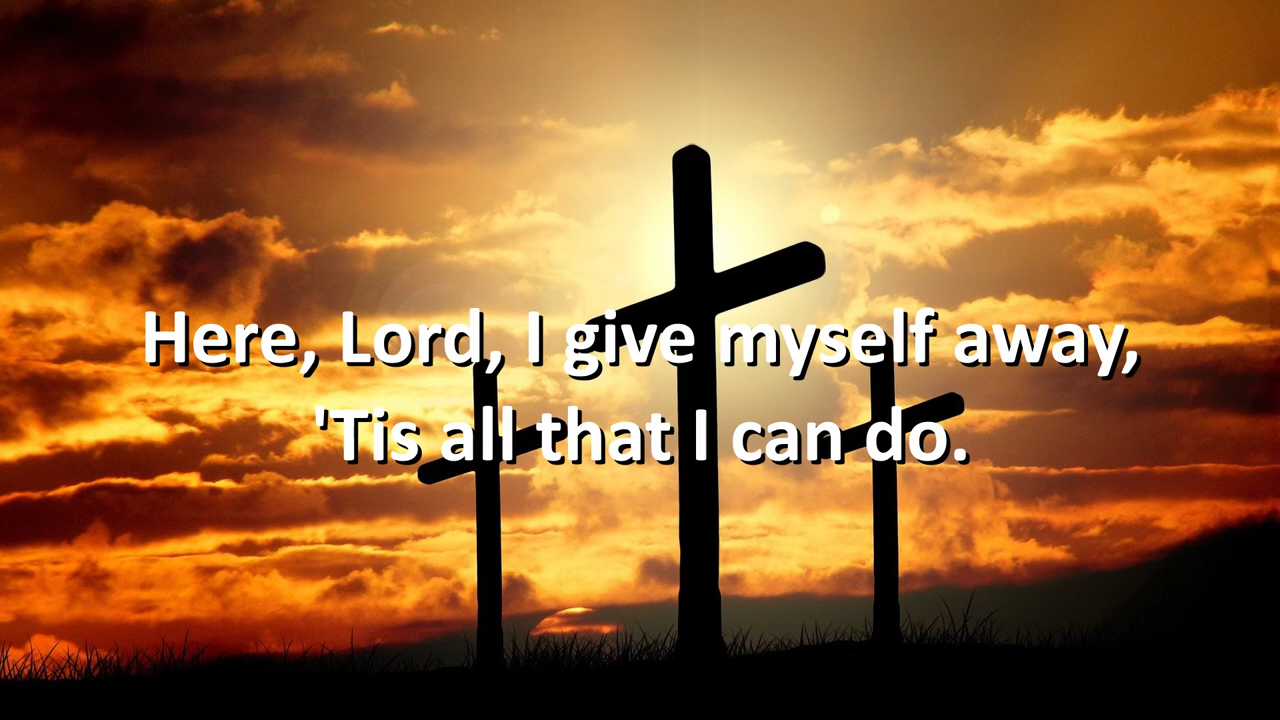 Here, Lord, I give myself away,
'Tis all that I can do.